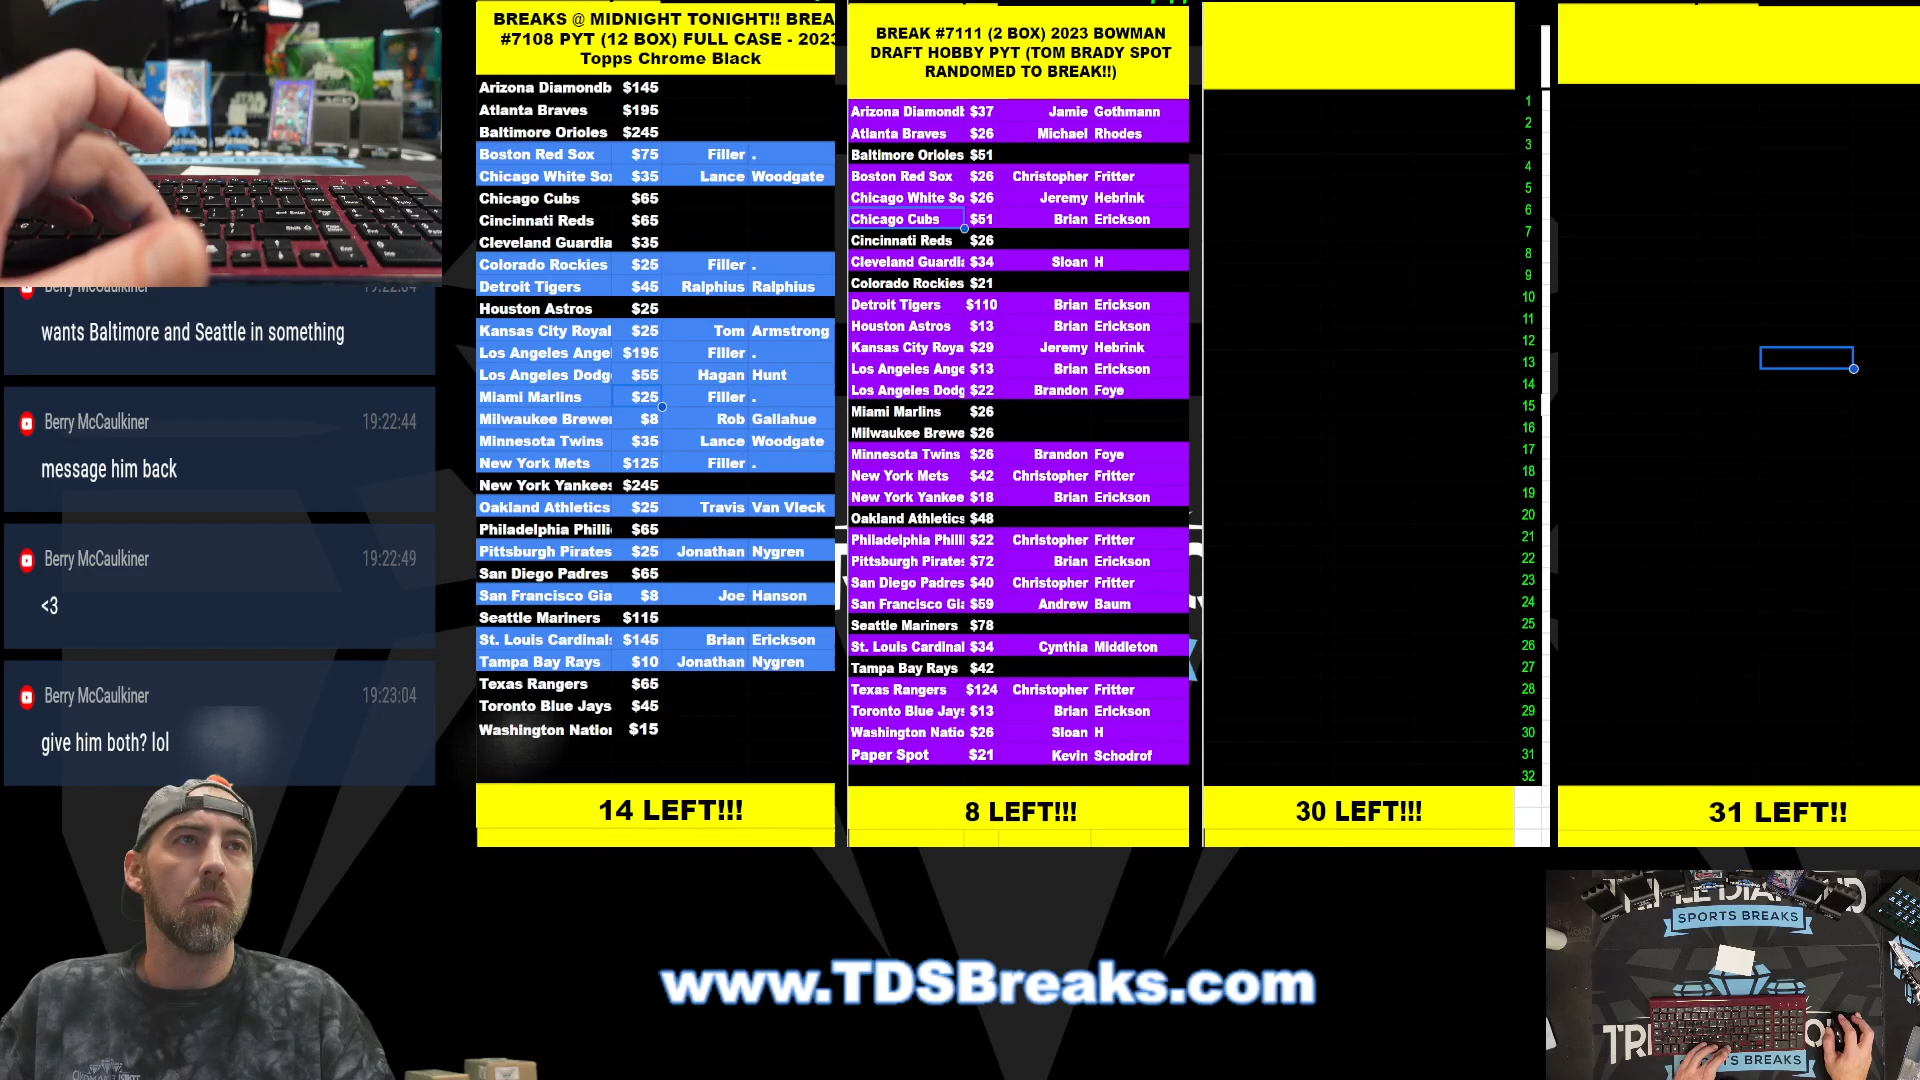 BREAKS @ MIDNIGHT TONIGHT!! BREA
#7108 PYT (12 BOX) FULL CASE - 2023
Topps Chrome Black
Arizona Diamondb $145
Atlanta Braves $195
Baltimore Orioles $245
Boston Red Sox $75 Filler .
Chicago White Sox $35 Lance Woodgate
Chicago Cubs $65
Cincinnati Reds $65
Cleveland Guardia $35
Colorado Rockies $25 Filler .
Detroit Tigers $45 Ralphius Ralphius
Houston Astros $25
Kansas City Royal $25 Tom Armstrong
Los Angeles Angel $195 Filler .
Los Angeles Dodg $55 Hagan Hunt
Miami Marlins $25 Filler .
Milwaukee Brewer $8 Rob Gallahue
Minnesota Twins $35 Lance Woodgate
New York Mets $125 Filler .
New York Yankees $245
Oakland Athletics $25 Travis Van Vleck
Philadelphia Philli $65
Pittsburgh Pirates $25 Jonathan Nygren
San Diego Padres $65
San Francisco Gia $8 Joe Hanson
Seattle Mariners $115
St. Louis Cardinals $145 Brian Erickson
Tampa Bay Rays $10 Jonathan Nygren
Texas Rangers $65
Toronto Blue Jays $45
Washington Nation $15
14 LEFT!!!
BREAK #7111 (2 BOX) 2023 BOWMAN
DRAFT HOBBY PYT (TOM BRADY SPOT
RANDOMED TO BREAK!!)
Arizona Diamondb $37 Jamie Gothmann
Atlanta Braves $26 Michael Rhodes
Baltimore Orioles $51
Boston Red Sox $26 Christopher Fritter
Chicago White So $26 Jeremy Hebrink
Chicago Cubs $51 Brian Erickson
Cincinnati Reds $26
Cleveland Guardia $34 Sloan H
Colorado Rockies $21
Detroit Tigers $110 Brian Erickson
Houston Astros $13 Brian Erickson
Kansas City Roya $29 Jeremy Hebrink
Los Angeles Ange $13 Brian Erickson
Los Angeles Dodg $22 Brandon Foye
Miami Marlins $26
Milwaukee Brewe $26
Minnesota Twins $26 Brandon Foye
New York Mets $42 Christopher Fritter
New York Yankee $18 Brian Erickson
Oakland Athletics $48
Philadelphia Philli $22 Christopher Fritter
Pittsburgh Pirates $72 Brian Erickson
San Diego Padres $40 Christopher Fritter
San Francisco Gia $59 Andrew Baum
Seattle Mariners $78
St. Louis Cardinal $34 Cynthia Middleton
Tampa Bay Rays $42
Texas Rangers $124 Christopher Fritter
Toronto Blue Jays $13 Brian Erickson
Washington Natio $26 Sloan H
Paper Spot $21 Kevin Schodrof
8 LEFT!!!
30 LEFT!!!
1
2
3
4
5
6
7
8
9
10
11
12
13
14
15
16
17
18
19
20
21
22
23
24
25
26
27
28
29
30
31
32
31 LEFT!!
Berry McCaulkiner
wants Baltimore and Seattle in something
Berry McCaulkiner 19:22:44
message him back
Berry McCaulkiner 19:22:49
<3
Berry McCaulkiner 19:23:04
give him both? lol
www.TDSBreaks.com
SPORTS BREAKS